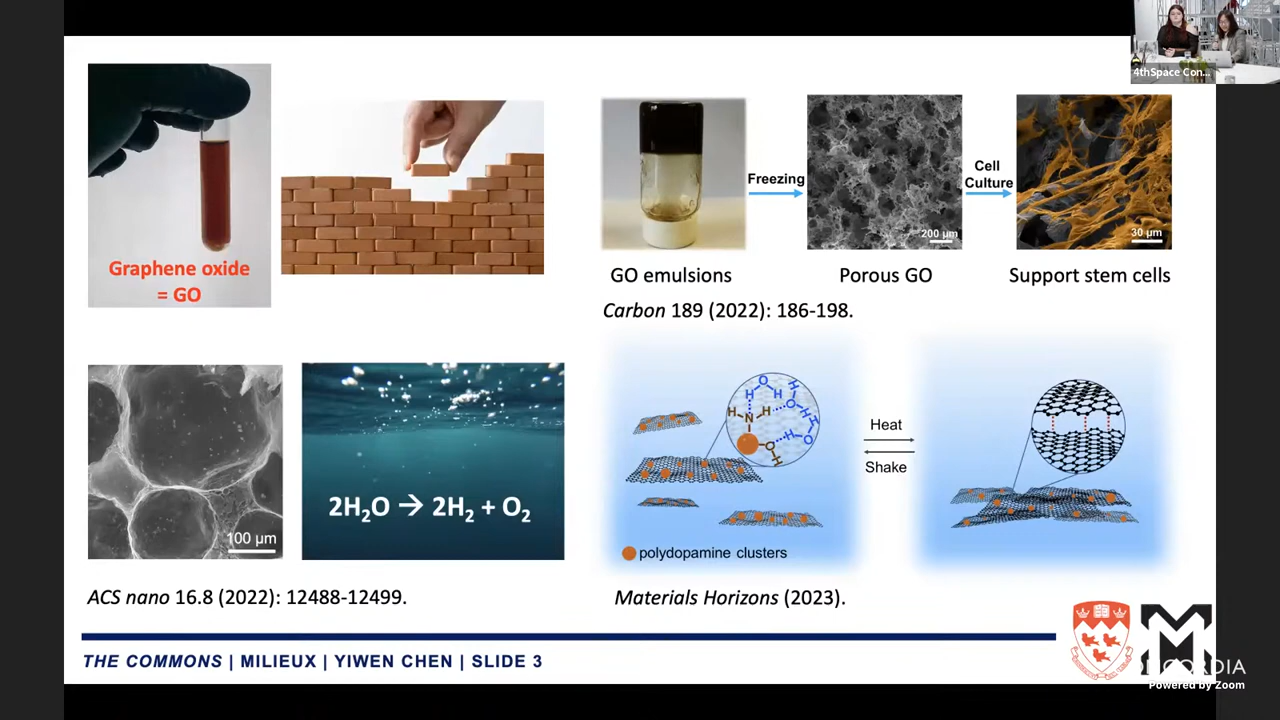 4thSpace Con...
Graphene oxide
= GO
Freezing
Cell
Culture
200 μm
30 μm
GO emulsions
Porous GO
Support stem cells
Carbon 189 (2022): 186-198.
100 μm
2H₂O → 2H₂ + O₂
ACS nano 16.8 (2022): 12488-12499.
H
O
H
H
O
H
H
N
H
O
H
O
H
Heat
Shake
polydopamine clusters
Materials Horizons (2023).
THE COMMONS | MILIEUX | YIWEN CHEN | SLIDE 3
CONCORDIA
Powered by Zoom